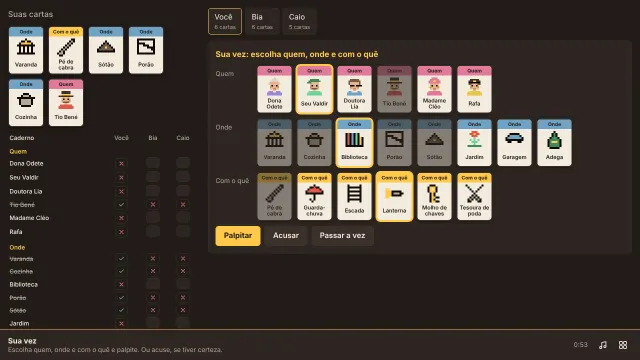 Suas cartas
Onde
Varanda
Com o quê
Pé de cabra
Onde
Sótão
Onde
Porão
Onde
Cozinha
Quem
Tio Bené
Caderno Você Bia Caio
Quem
Dona Odete
Seu Valdir
Doutora Lia
Tio Bené
Madame Cléo
Rafa
Onde
Varanda
Cozinha
Biblioteca
Porão
Sótão
Jardim
Você
6 cartas
Bia
6 cartas
Caio
5 cartas
Sua vez: escolha quem, onde e com o quê
Quem
Quem Quem Quem Quem Quem Quem
Dona Odete
Seu Valdir
Doutora Lia
Tio Bené
Madame Cléo
Rafa
Onde
Onde Onde Onde Onde Onde Onde Onde Onde
Varanda
Cozinha
Biblioteca
Porão
Sótão
Jardim
Garagem
Adega
Com o quê
Com o quê Com o quê Com o quê Com o quê Com o quê Com o quê
Pé de cabra
Guarda-chuva
Escada
Lanterna
Molho de chaves
Tesoura de poda
Palpitar
Acusar
Passar a vez
Sua vez
Escolha quem, onde e com o quê e palpite. Ou acuse, se tiver certeza.
0:53